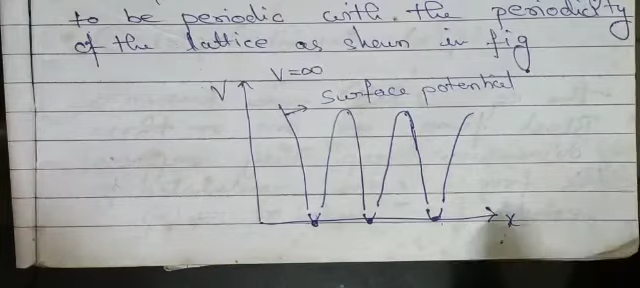 to be periodic with the periodicity
of the lattice as shown in fig
V=∞
V
surface potential
X